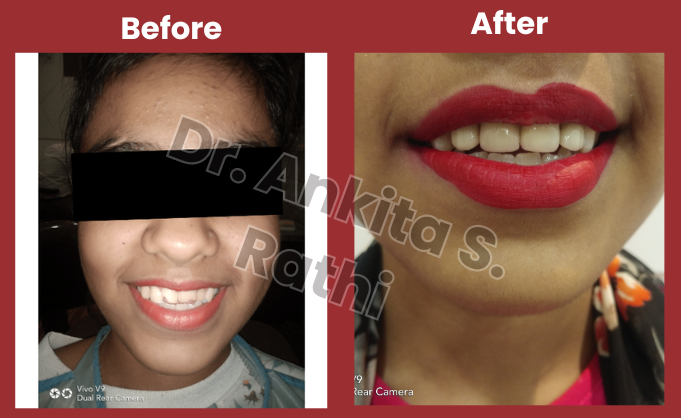 Before
After
Dr. Ankita S.
Rathi
Vivo V9
Dual Rear Camera
V9
Rear Camera